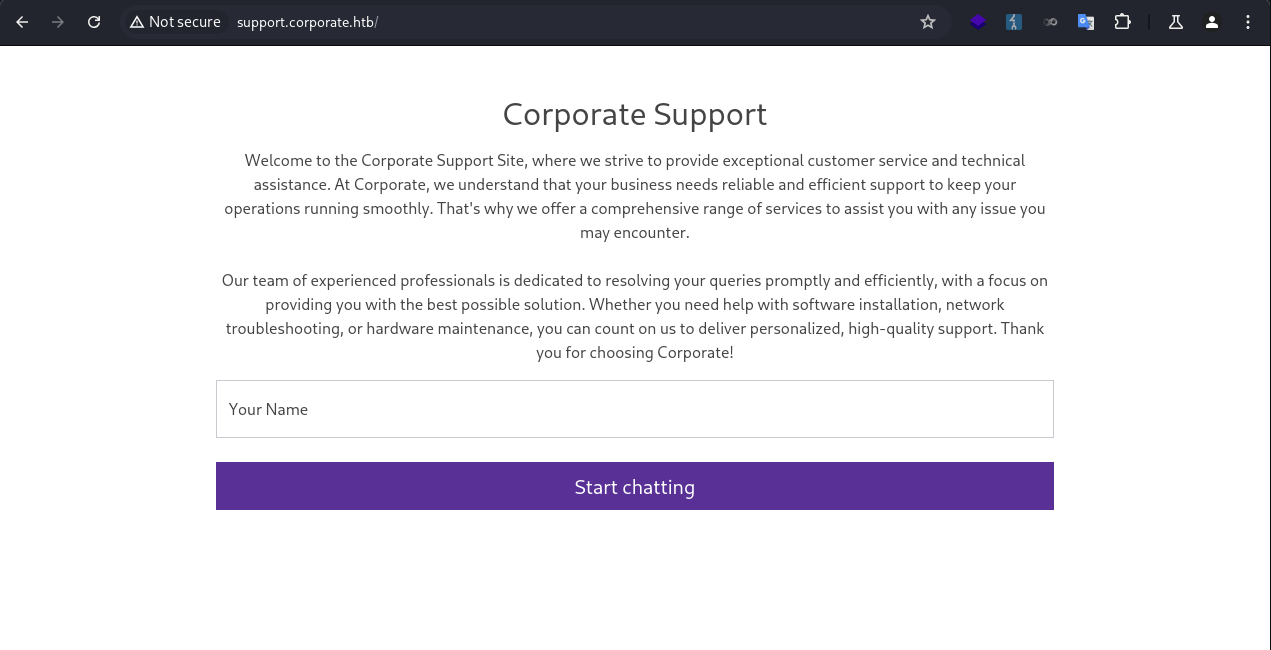 Not secure support.corporate.htb/
Corporate Support
Welcome to the Corporate Support Site, where we strive to provide exceptional customer service and technical
assistance. At Corporate, we understand that your business needs reliable and efficient support to keep your
operations running smoothly. That's why we offer a comprehensive range of services to assist you with any issue you
may encounter.
Our team of experienced professionals is dedicated to resolving your queries promptly and efficiently, with a focus on
providing you with the best possible solution. Whether you need help with software installation, network
troubleshooting, or hardware maintenance, you can count on us to deliver personalized, high-quality support. Thank
you for choosing Corporate!
Your Name
Start chatting